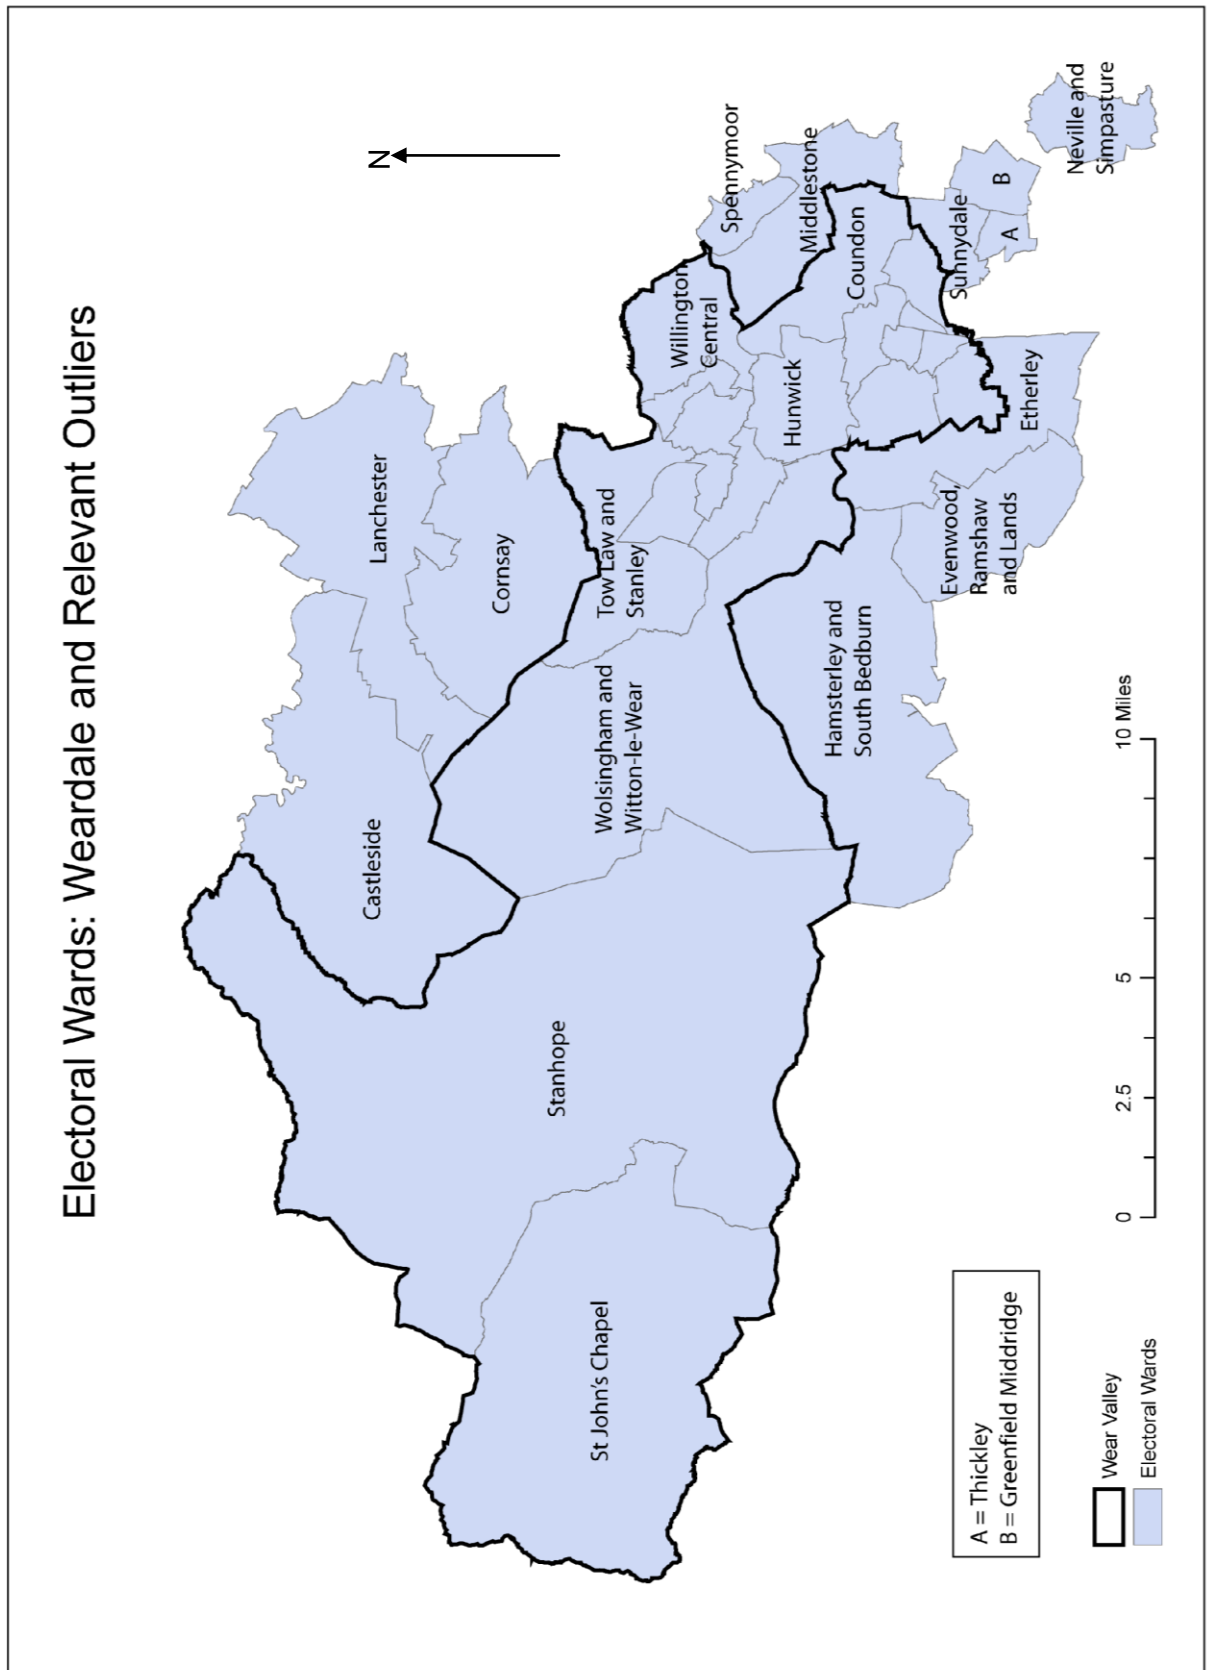 Electoral Wards: Weardale and Relevant Outliers
N
Lanchester
Castleside
Cornsay
Stanhope
Tow Law and
Stanley
Wolsingham and
Witton-le-Wear
St John's Chapel
Willington
Central
Spennymoor
Middlestone
Hunwick
Coundon
Sunnydale
B
A
Neville and
Simpasture
Etherley
Evenwood,
Ramshaw
and Lands
Hamsterley and
South Bedburn
A = Thickley
B = Greenfield Middridge
0 2.5 5 10 Miles
Wear Valley
Electoral Wards